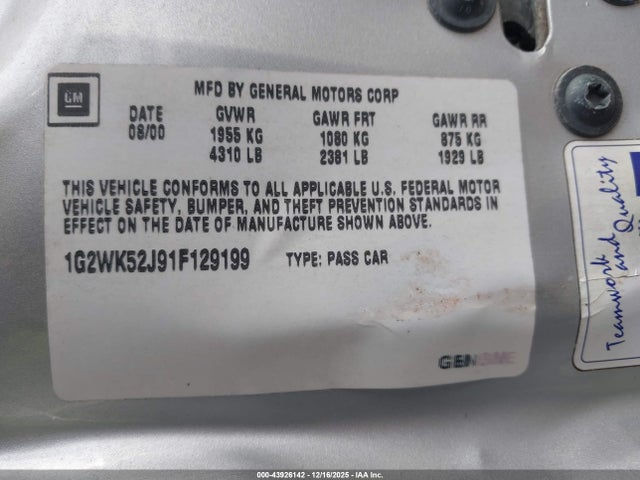 GM
MFD BY GENERAL MOTORS CORP
DATE GVWR GAWR FRT GAWR RR
08/00 1955 KG 1080 KG 875 KG
4310 LB 2381 LB 1929 LB
THIS VEHICLE CONFORMS TO ALL APPLICABLE U.S. FEDERAL MOTOR
VEHICLE SAFETY, BUMPER, AND THEFT PREVENTION STANDARDS IN
EFFECT ON THE DATE OF MANUFACTURE SHOWN ABOVE.
1G2WK52J91F129199 TYPE: PASS CAR
GENUINE
Teamwork
and Quality
000-43926142 - 12/16/2025 - IAA Inc.